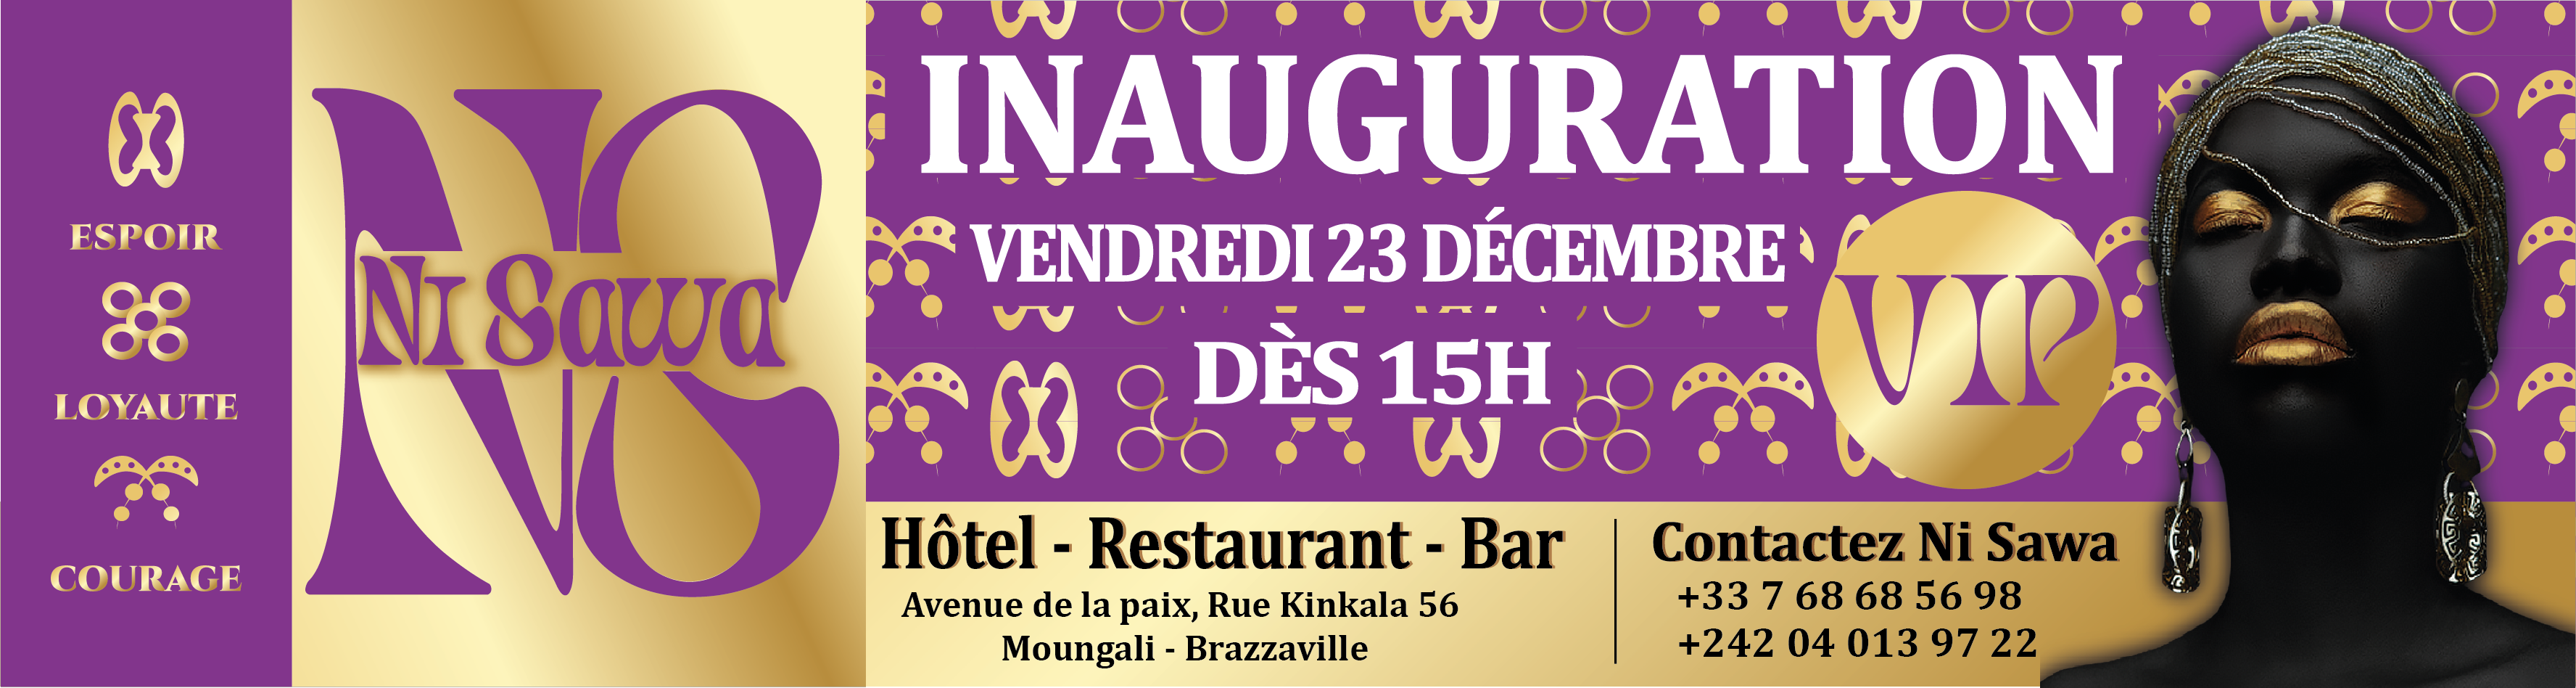 ESPOIR
LOYAUTE
COURAGE
NS
Ni Sawa
INAUGURATION
VENDREDI 23 DÉCEMBRE
DÈS 15H
VIP
Hôtel - Restaurant - Bar
Avenue de la paix, Rue Kinkala 56
Moungali - Brazzaville
Contactez Ni Sawa
+33 7 68 68 56 98
+242 04 013 97 22